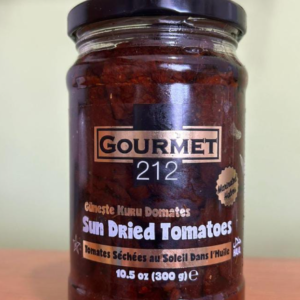 GOURMET
212
Güneşte Kuru Domates
Sun Dried Tomatoes
Tomates Séchées au Soleil Dans l'Huile
10.5 oz (300 g) e